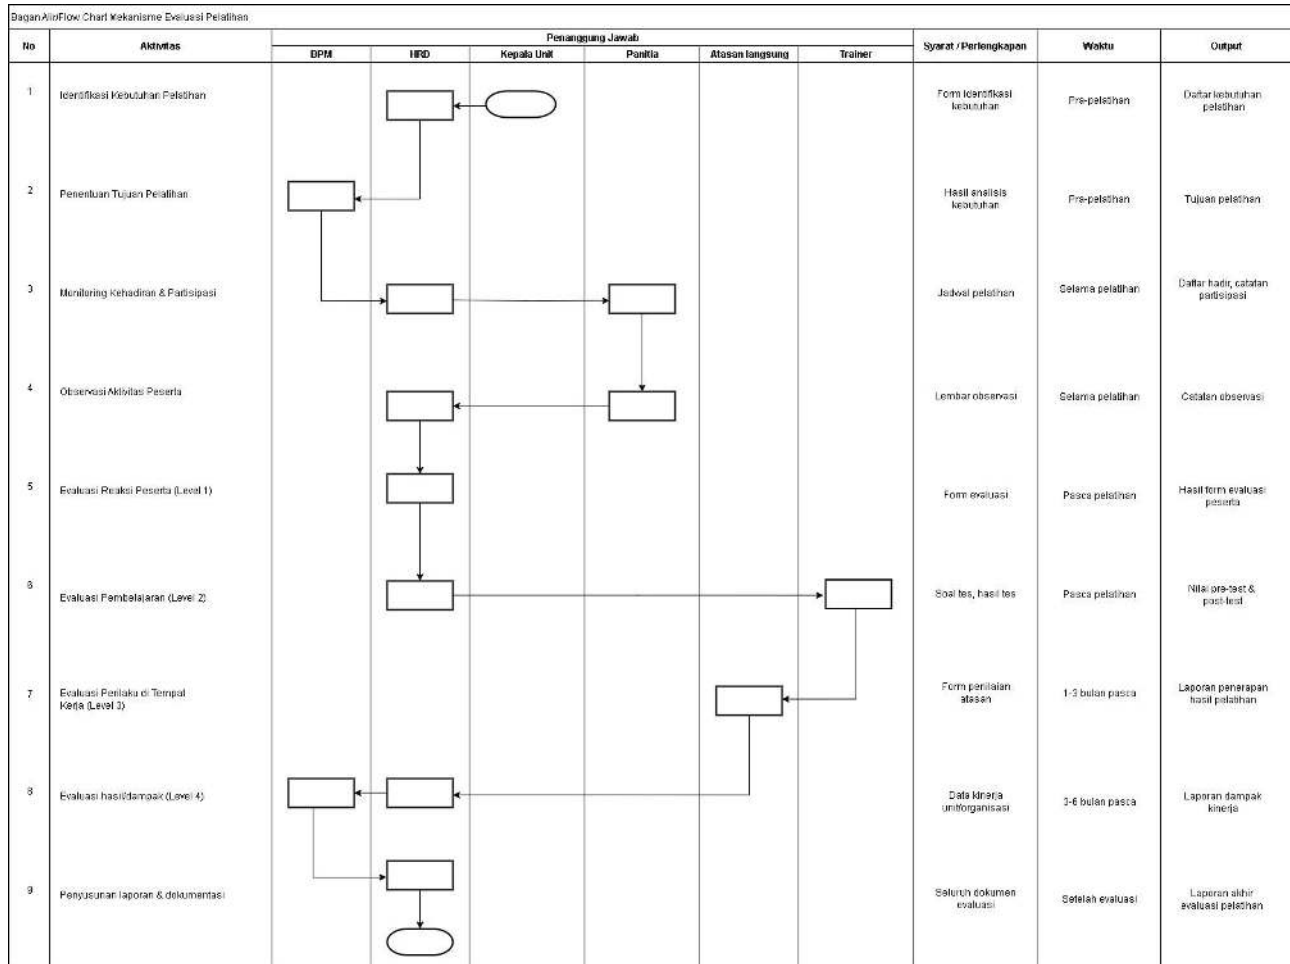 Bagan Alir/Flow Chart Mekanisme Evaluasi Pelatihan
No
Aktivitas
Penanggung Jawab
BPM
HRD
Kepala Unit
Panitia
Atasan langsung
Trainer
Syarat / Perlengkapan
Waktu
Output
1
Identifikasi Kebutuhan Pelatihan
Form identifikasi
kebutuhan
Pra-pelatihan
Daftar kebutuhan
pelatihan
2
Penentuan Tujuan Pelatihan
Hasil analisis
kebutuhan
Pra-pelatihan
Tujuan pelatihan
3
Monitoring Kehadiran & Partisipasi
Jadwal pelatihan
Selama pelatihan
Daftar hadir, catatan
partisipasi
4
Observasi Aktivitas Peserta
Lembar observasi
Selama pelatihan
Catatan observasi
5
Evaluasi Reaksi Peserta (Level 1)
Form evaluasi
Pasca pelatihan
Hasil form evaluasi
peserta
6
Evaluasi Pembelajaran (Level 2)
Soal tes, hasil tes
Pasca pelatihan
Nilai pre-test &
post-test
7
Evaluasi Perilaku di Tempat
Kerja (Level 3)
Form penilaian
atasan
1-3 bulan pasca
Laporan penerapan
hasil pelatihan
8
Evaluasi hasil/dampak (Level 4)
Data kinerja
unit/organisasi
3-6 bulan pasca
Laporan dampak
kinerja
9
Penyusunan laporan & dokumentasi
Seluruh dokumen
evaluasi
Setelah evaluasi
Laporan akhir
evaluasi pelatihan